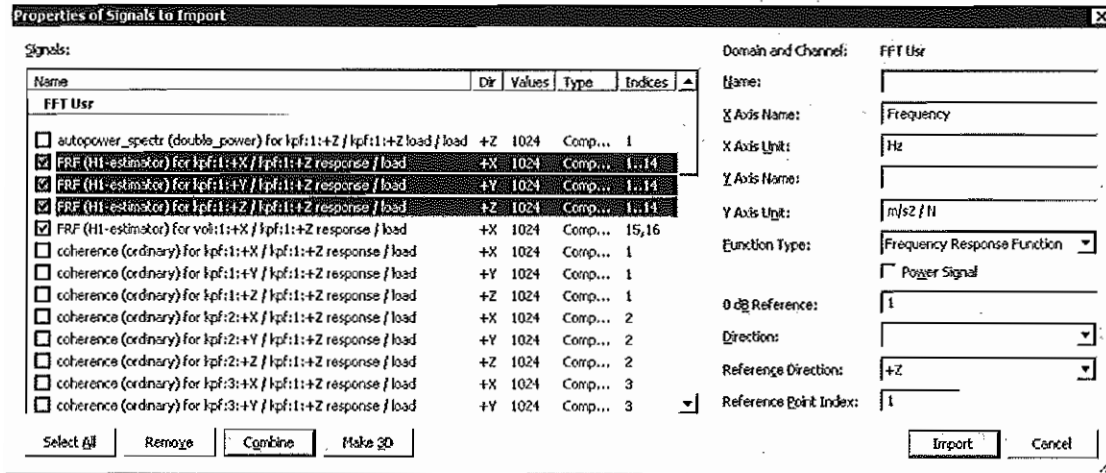 Properties of Signals to Import
Signals:
Name Dir Values Type Indices
FFT Usr
autopower_spectr (double_power) for kpf:1:+Z / kpf:1:+Z load / load +Z 1024 Comp... 1
FRF (H1-estimator) for kpf:1:+X / kpf:1:+Z response / load +X 1024 Comp... 1..14
FRF (H1-estimator) for kpf:1:+Y / kpf:1:+Z response / load +Y 1024 Comp... 1..14
FRF (H1-estimator) for kpf:1:+Z / kpf:1:+Z response / load +Z 1024 Comp... 1..14
FRF (H1-estimator) for voli:1:+X / kpf:1:+Z response / load +X 1024 Comp... 15,16
coherence (ordinary) for kpf:1:+X / kpf:1:+Z response / load +X 1024 Comp... 1
coherence (ordinary) for kpf:1:+Y / kpf:1:+Z response / load +Y 1024 Comp... 1
coherence (ordinary) for kpf:1:+Z / kpf:1:+Z response / load +Z 1024 Comp... 1
coherence (ordinary) for kpf:2:+X / kpf:1:+Z response / load +X 1024 Comp... 2
coherence (ordinary) for kpf:2:+Y / kpf:1:+Z response / load +Y 1024 Comp... 2
coherence (ordinary) for kpf:2:+Z / kpf:1:+Z response / load +Z 1024 Comp... 2
coherence (ordinary) for kpf:3:+X / kpf:1:+Z response / load +X 1024 Comp... 3
coherence (ordinary) for kpf:3:+Y / kpf:1:+Z response / load +Y 1024 Comp... 3
Select All Remove Combine Make 3D
Domain and Channel: FFT Usr
Name:
X Axis Name: Frequency
X Axis Unit: Hz
Y Axis Name:
Y Axis Unit: m/s2 / N
Function Type: Frequency Response Function
Power Signal
0 dB Reference: 1
Direction:
Reference Direction: +Z
Reference Point Index: 1
Import Cancel